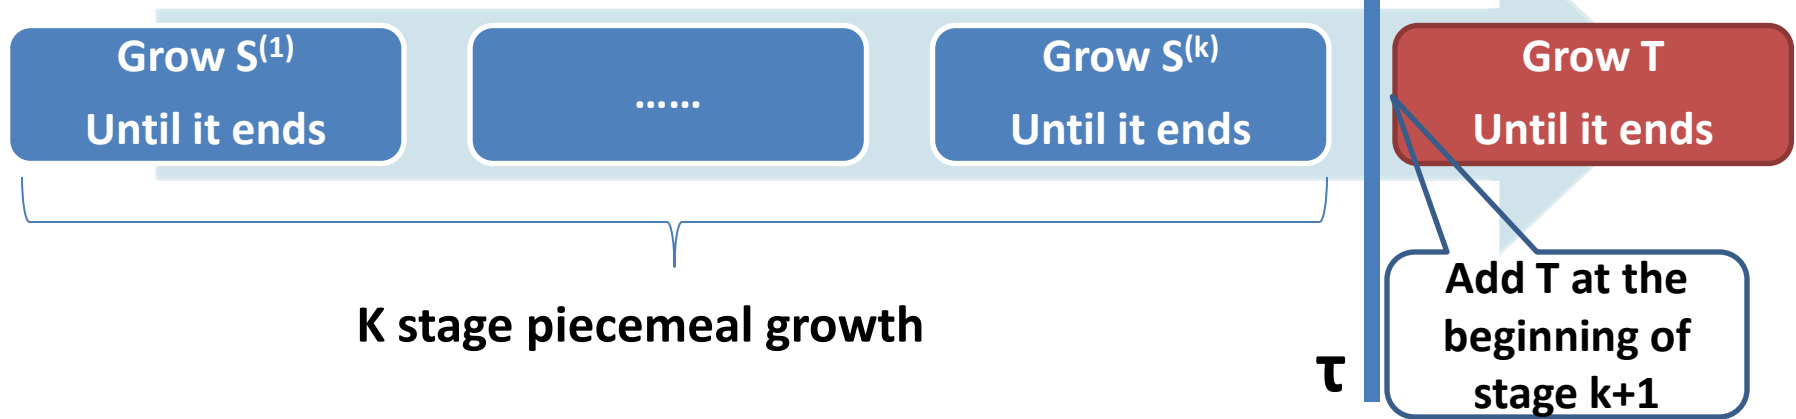 Grow S⁽¹⁾
Until it ends
......
Grow S⁽ᵏ⁾
Until it ends
Grow T
Until it ends
K stage piecemeal growth
τ
Add T at the
beginning of
stage k+1